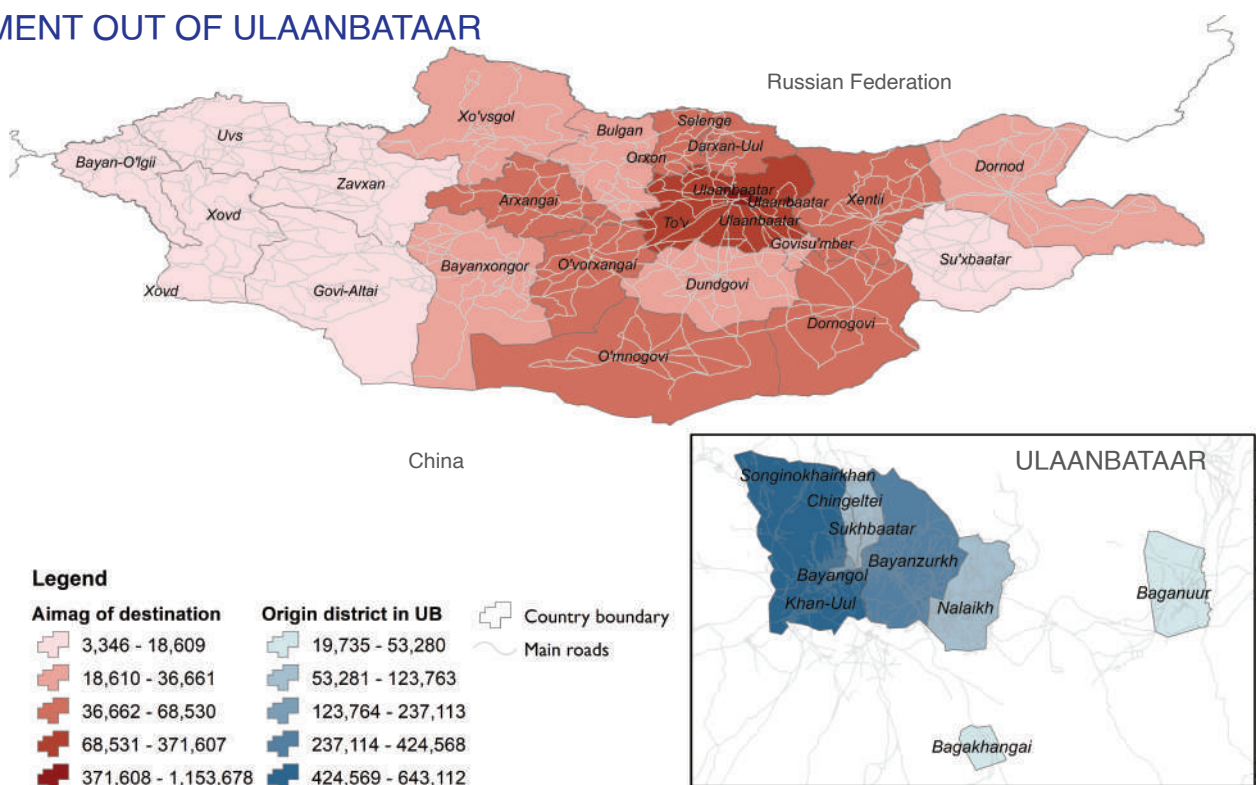 MENT OUT OF ULAANBATAAR
Russian Federation
Xo'vsgol
Uvs
Bulgan
Selenge
Bayan-O'lgii
Darxan-Uul
Orxon
Dornod
Zavxan
Ulaanbaatar
Arxangai
Ulaanbaatar
Xentii
Xovd
To'v
Ulaanbaatar
Govisu'mber
Su'xbaatar
Bayanxongor
O'vorxangai
Dundgovi
Xovd
Govi-Altai
Dornogovi
O'mnogovi
China
ULAANBATAAR
Songinokhairkhan
Chingeltei
Sukhbaatar
Bayanzurkh
Bayangol
Khan-Uul
Nalaikh
Baganuur
Bagakhangai
Legend
Aimag of destination
3,346 - 18,609
18,610 - 36,661
36,662 - 68,530
68,531 - 371,607
371,608 - 1,153,678
Origin district in UB
19,735 - 53,280
53,281 - 123,763
123,764 - 237,113
237,114 - 424,568
424,569 - 643,112
Country boundary
Main roads